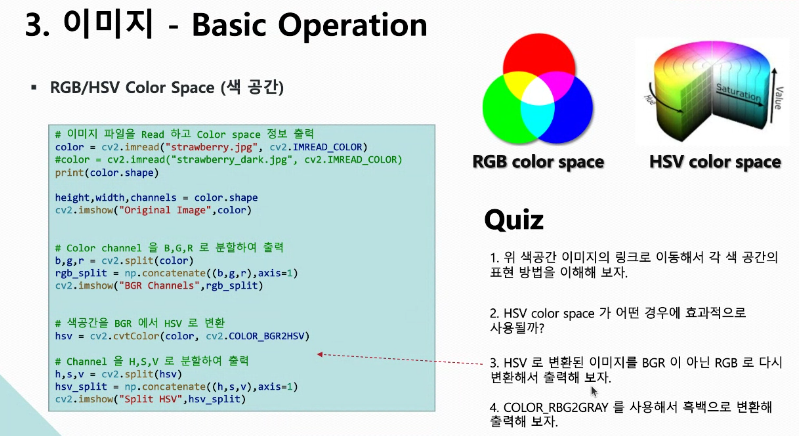 3. 이미지 - Basic Operation
▪ RGB/HSV Color Space (색 공간)
# 이미지 파일을 Read 하고 Color space 정보 출력
color = cv2.imread("strawberry.jpg", cv2.IMREAD_COLOR)
#color = cv2.imread("strawberry_dark.jpg", cv2.IMREAD_COLOR)
print(color.shape)
height,width,channels = color.shape
cv2.imshow("Original Image",color)
# Color channel 을 B,G,R 로 분할하여 출력
b,g,r = cv2.split(color)
rgb_split = np.concatenate((b,g,r),axis=1)
cv2.imshow("BGR Channels",rgb_split)
# 색공간을 BGR 에서 HSV 로 변환
hsv = cv2.cvtColor(color, cv2.COLOR_BGR2HSV)
# Channel 을 H,S,V 로 분할하여 출력
h,s,v = cv2.split(hsv)
hsv_split = np.concatenate((h,s,v),axis=1)
cv2.imshow("Split HSV",hsv_split)
RGB color space
Hue
Saturation
Value
HSV color space
Quiz
1. 위 색공간 이미지의 링크로 이동해서 각 색 공간의
표현 방법을 이해해 보자.
2. HSV color space 가 어떤 경우에 효과적으로
사용될까?
3. HSV 로 변환된 이미지를 BGR 이 아닌 RGB 로 다시
변환해서 출력해 보자.
4. COLOR_RBG2GRAY 를 사용해서 흑백으로 변환해
출력해 보자.